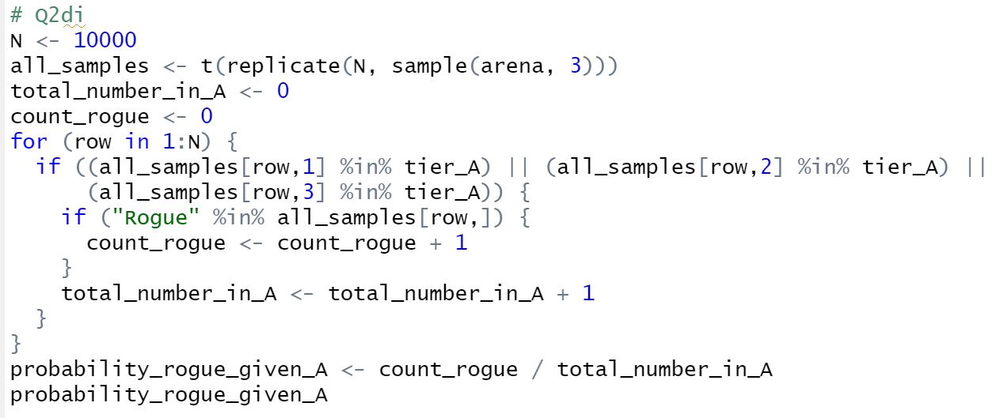 # Q2di
N <- 10000
all_samples <- t(replicate(N, sample(arena, 3)))
total_number_in_A <- 0
count_rogue <- 0
for (row in 1:N) {
  if ((all_samples[row,1] %in% tier_A) || (all_samples[row,2] %in% tier_A) ||
      (all_samples[row,3] %in% tier_A)) {
    if ("Rogue" %in% all_samples[row,]) {
      count_rogue <- count_rogue + 1
    }
    total_number_in_A <- total_number_in_A + 1
  }
}
probability_rogue_given_A <- count_rogue / total_number_in_A
probability_rogue_given_A